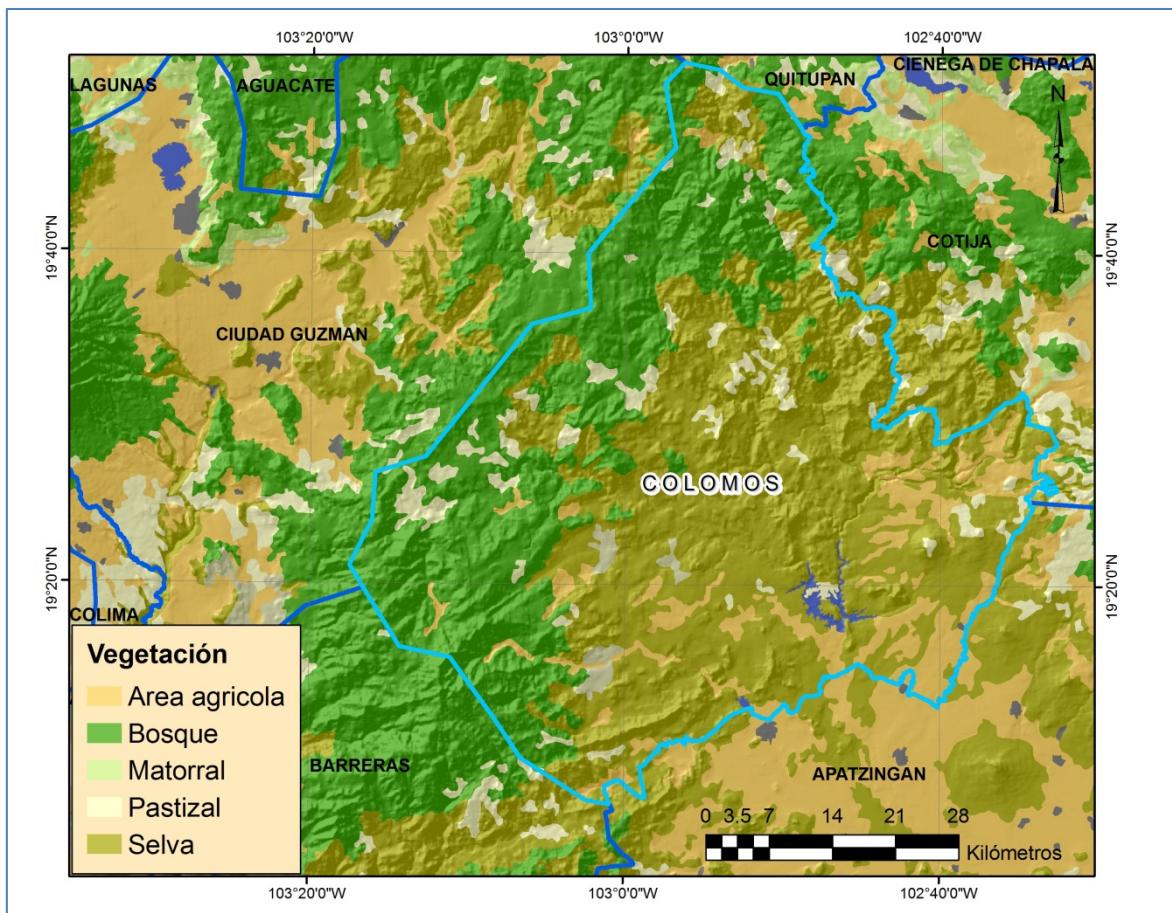 103°20'0"W 103°0'0"W 102°40'0"W
LAGUNAS
AGUACATE
QUITUPAN
CIENEGA DE CHAPALA
N
19°40'0"N
19°40'0"N
COTIJA
CIUDAD GUZMAN
COLOMOS
19°20'0"N
19°20'0"N
COLIMA
Vegetación
Area agricola
Bosque
Matorral
Pastizal
Selva
BARRERAS
APATZINGAN
0 3.5 7 14 21 28
Kilómetros
103°20'0"W 103°0'0"W 102°40'0"W